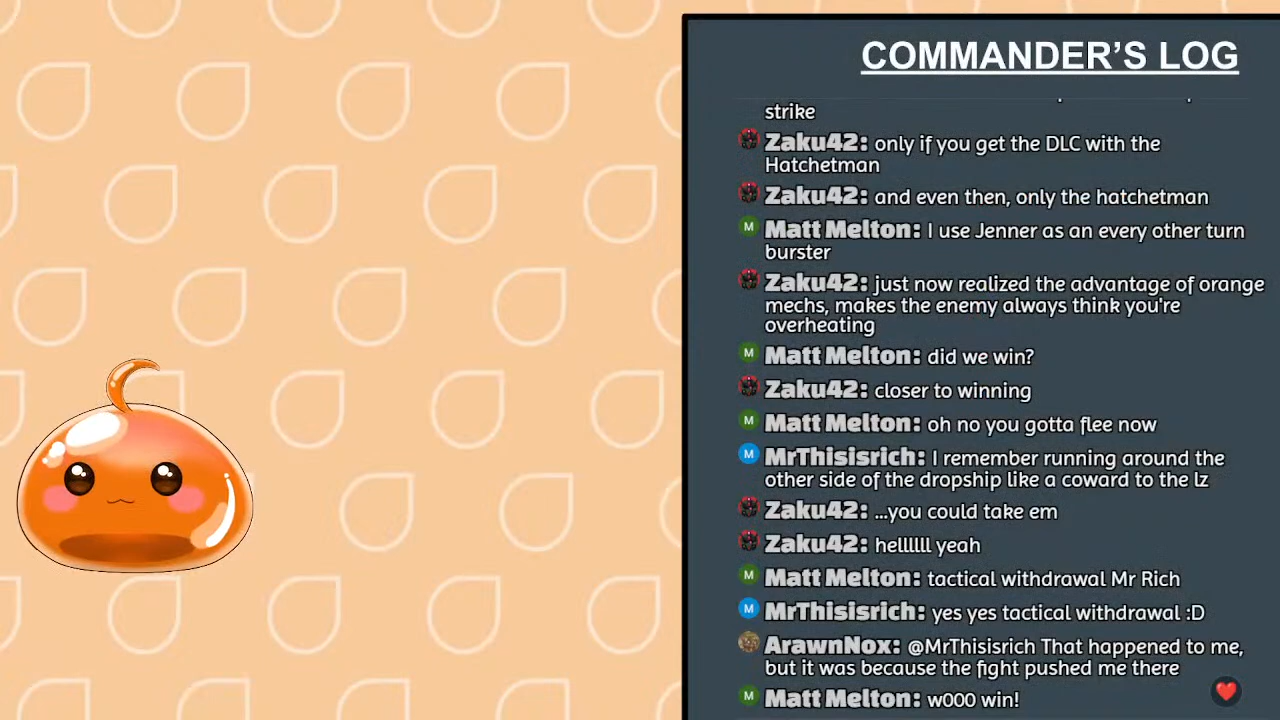 COMMANDER'S LOG
strike
Zaku42: only if you get the DLC with the
Hatchetman
Zaku42: and even then, only the hatchetman
M Matt Melton: I use Jenner as an every other turn
burster
Zaku42: just now realized the advantage of orange
mechs, makes the enemy always think you're
overheating
M Matt Melton: did we win?
Zaku42: closer to winning
M Matt Melton: oh no you gotta flee now
M MrThisisrich: I remember running around the
other side of the dropship like a coward to the lz
Zaku42: ...you could take em
Zaku42: hellllll yeah
M Matt Melton: tactical withdrawal Mr Rich
M MrThisisrich: yes yes tactical withdrawal :D
ArawnNox: @MrThisisrich That happened to me,
but it was because the fight pushed me there
M Matt Melton: w000 win!